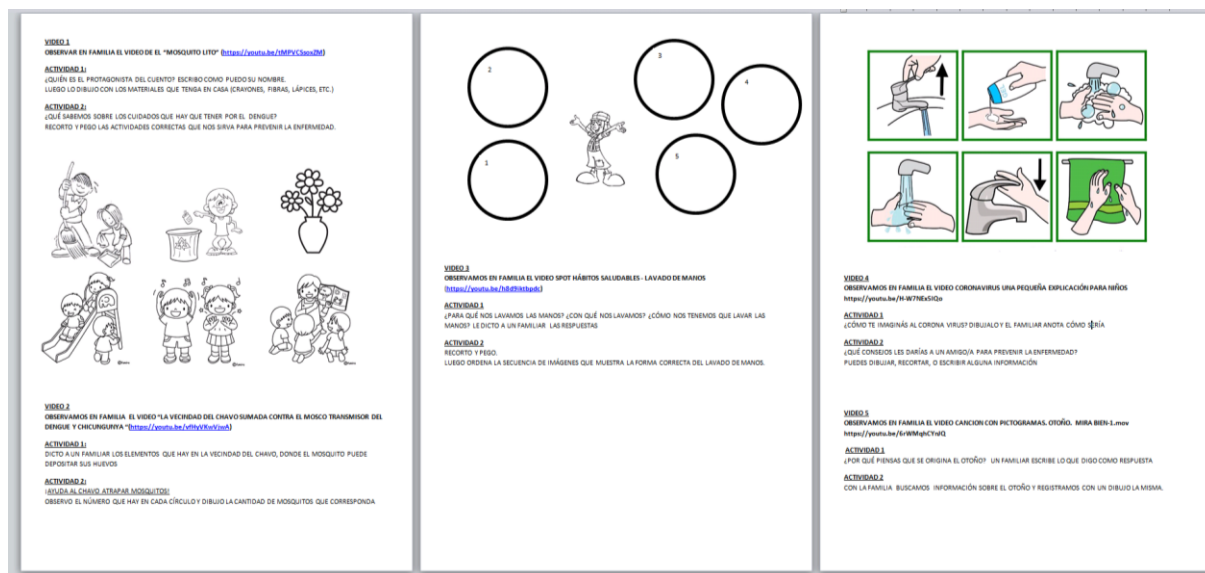 VIDEO 1
OBSERVAR EN FAMILIA EL VIDEO DE EL "MOSQUITO LITO" (https://youtu.be/tMPVCSsoxZM)
ACTIVIDAD 1:
¿QUIÉN ES EL PROTAGONISTA DEL CUENTO? ESCRIBO COMO PUEDO SU NOMBRE.
LUEGO LO DIBUJO CON LOS MATERIALES QUE TENGA EN CASA (CRAYONES, FIBRAS, LÁPICES, ETC.)
ACTIVIDAD 2:
¿QUÉ SABEMOS SOBRE LOS CUIDADOS QUE HAY QUE TENER POR EL DENGUE?
RECORTO Y PEGO LAS ACTIVIDADES CORRECTAS QUE NOS SIRVA PARA PREVENIR LA ENFERMEDAD.
VIDEO 2
OBSERVAMOS EN FAMILIA EL VIDEO "LA VECINDAD DEL CHAVO SUMADA CONTRA EL MOSCO TRANSMISOR DEL
DENGUE Y CHICUNGUNYA "(https://youtu.be/vfHyVKwVjwA)
ACTIVIDAD 1:
DICTO A UN FAMILIAR LOS ELEMENTOS QUE HAY EN LA VECINDAD DEL CHAVO, DONDE EL MOSQUITO PUEDE
DEPOSITAR SUS HUEVOS
ACTIVIDAD 2:
¡AYUDA AL CHAVO ATRAPAR MOSQUITOS!
OBSERVO EL NÚMERO QUE HAY EN CADA CÍRCULO Y DIBUJO LA CANTIDAD DE MOSQUITOS QUE CORRESPONDA
2
3
4
1
5
VIDEO 3
OBSERVAMOS EN FAMILIA EL VIDEO SPOT HÁBITOS SALUDABLES - LAVADO DE MANOS
(https://youtu.be/h8d9iktbpdc)
ACTIVIDAD 1
¿PARA QUÉ NOS LAVAMOS LAS MANOS? ¿CON QUÉ NOS LAVAMOS? ¿CÓMO NOS TENEMOS QUE LAVAR LAS
MANOS? LE DICTO A UN FAMILIAR LAS RESPUESTAS
ACTIVIDAD 2
RECORTO Y PEGO.
LUEGO ORDENA LA SECUENCIA DE IMÁGENES QUE MUESTRA LA FORMA CORRECTA DEL LAVADO DE MANOS.
VIDEO 4
OBSERVAMOS EN FAMILIA EL VIDEO CORONAVIRUS UNA PEQUEÑA EXPLICACIÓN PARA NIÑOS
https://youtu.be/H-W7NExSIQo
ACTIVIDAD 1
¿CÓMO TE IMAGINÁS AL CORONA VIRUS? DIBUJALO Y EL FAMILIAR ANOTA CÓMO SERÍA
ACTIVIDAD 2
¿QUÉ CONSEJOS LES DARÍAS A UN AMIGO/A PARA PREVENIR LA ENFERMEDAD?
PUEDES DIBUJAR, RECORTAR, O ESCRIBIR ALGUNA INFORMACIÓN
VIDEO 5
OBSERVAMOS EN FAMILIA EL VIDEO CANCION CON PICTOGRAMAS. OTOÑO. MIRA BIEN-1.mov
https://youtu.be/6rWMqhCYnJQ
ACTIVIDAD 1
¿POR QUÉ PIENSAS QUE SE ORIGINA EL OTOÑO? UN FAMILIAR ESCRIBE LO QUE DIGO COMO RESPUESTA
ACTIVIDAD 2
CON LA FAMILIA BUSCAMOS INFORMACIÓN SOBRE EL OTOÑO Y REGISTRAMOS CON UN DIBUJO LA MISMA.